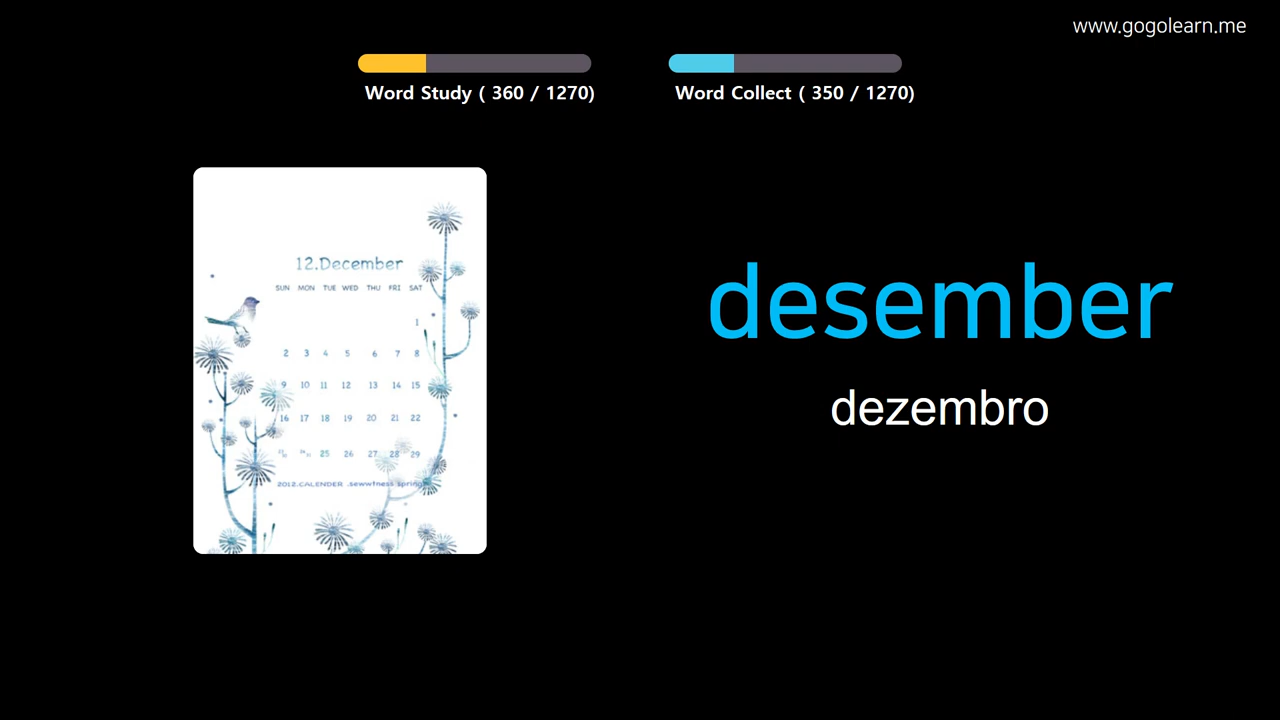 www.gogolearn.me
Word Study ( 360 / 1270)
Word Collect ( 350 / 1270)
12.December
SUN MON TUE WED THU FRI SAT
1
2 3 4 5 6 7 8
9 10 11 12 13 14 15
16 17 18 19 20 21 22
25 26 27 28 29
2012.CALENDER .sewwtness spring
desember
dezembro